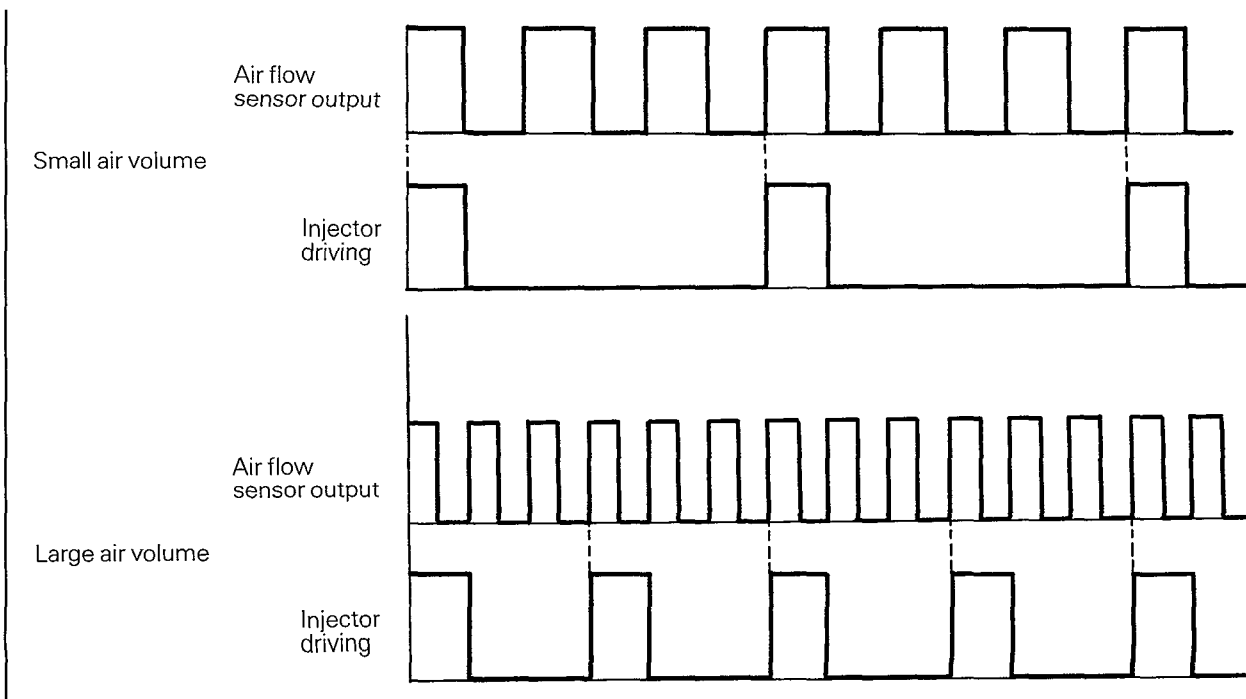 Air flow
sensor output
Small air volume
Injector
driving
Air flow
sensor output
Large air volume
Injector
driving